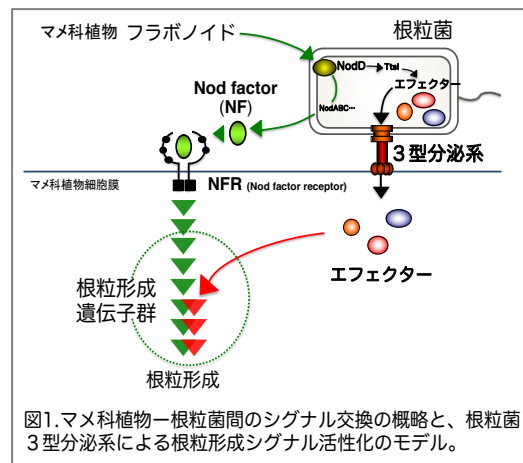 マメ科植物 フラボノイド
根粒菌
NodD
TtsI
エフェクター
NodABC…
Nod factor
(NF)
3型分泌系
マメ科植物細胞膜
NFR (Nod factor receptor)
エフェクター
根粒形成
遺伝子群
根粒形成
図1.マメ科植物ー根粒菌間のシグナル交換の概略と、根粒菌
3型分泌系による根粒形成シグナル活性化のモデル。